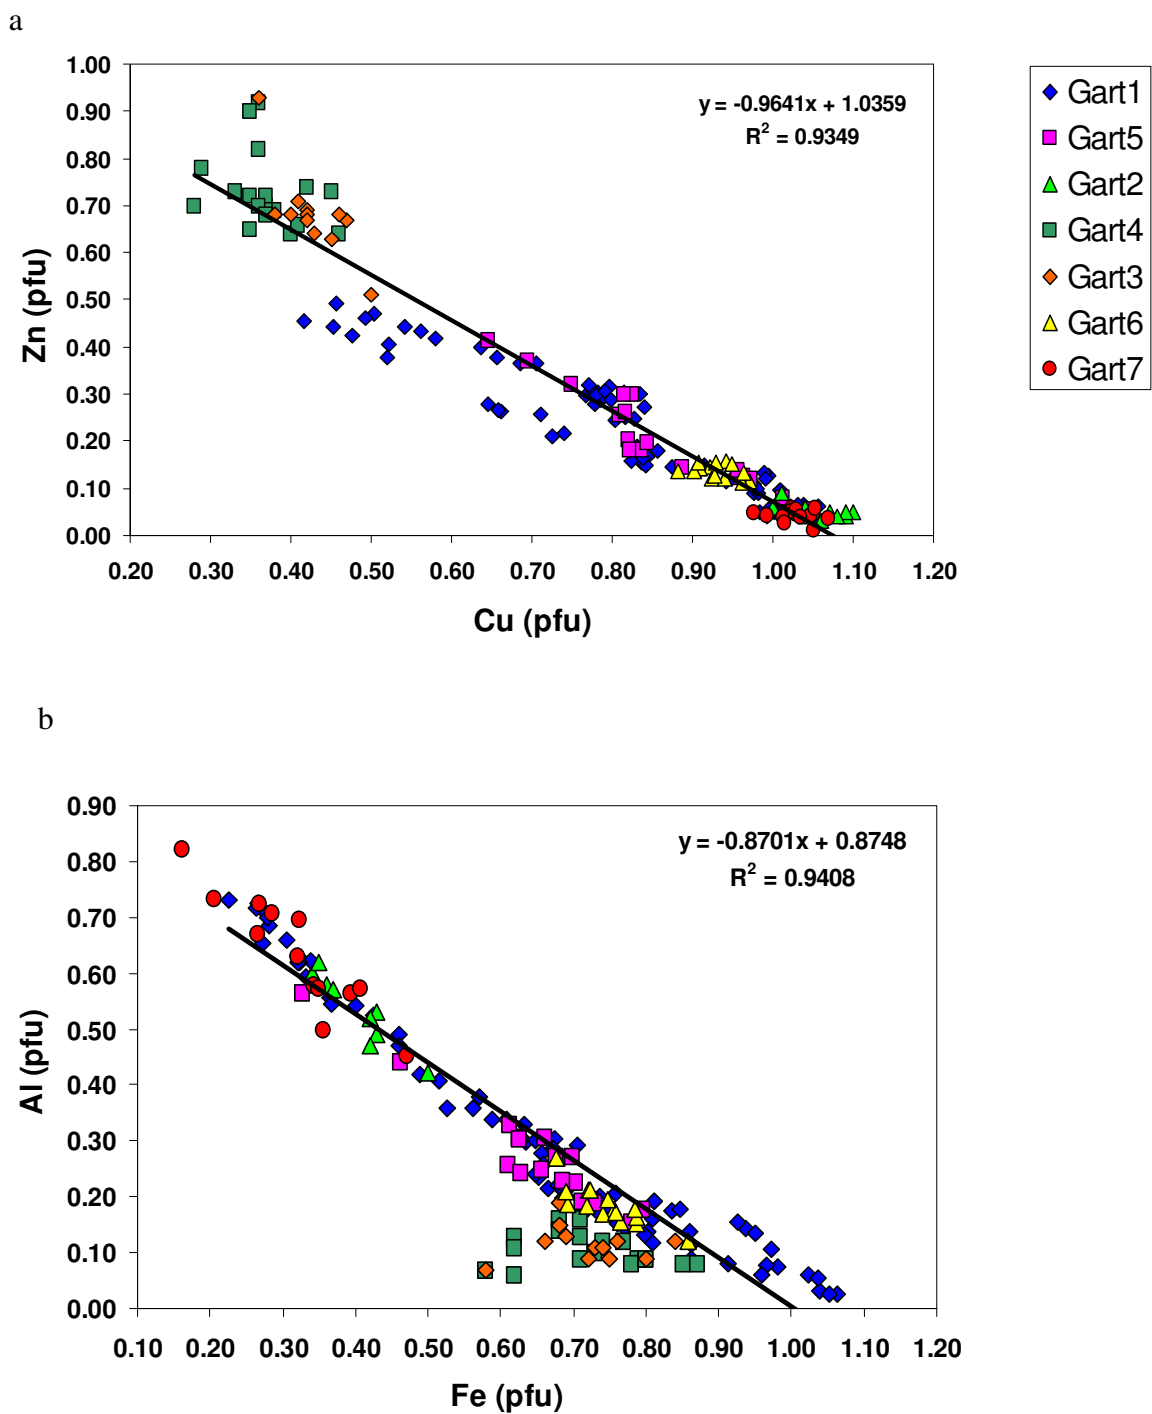 a
1.00
0.90
0.80
0.70
0.60
0.50
0.40
0.30
0.20
0.10
0.00
Zn (pfu)
y = -0.9641x + 1.0359
R² = 0.9349
0.20 0.30 0.40 0.50 0.60 0.70 0.80 0.90 1.00 1.10 1.20
Cu (pfu)
Gart1
Gart5
Gart2
Gart4
Gart3
Gart6
Gart7
b
0.90
0.80
0.70
0.60
0.50
0.40
0.30
0.20
0.10
0.00
Al (pfu)
y = -0.8701x + 0.8748
R² = 0.9408
0.10 0.20 0.30 0.40 0.50 0.60 0.70 0.80 0.90 1.00 1.10 1.20
Fe (pfu)